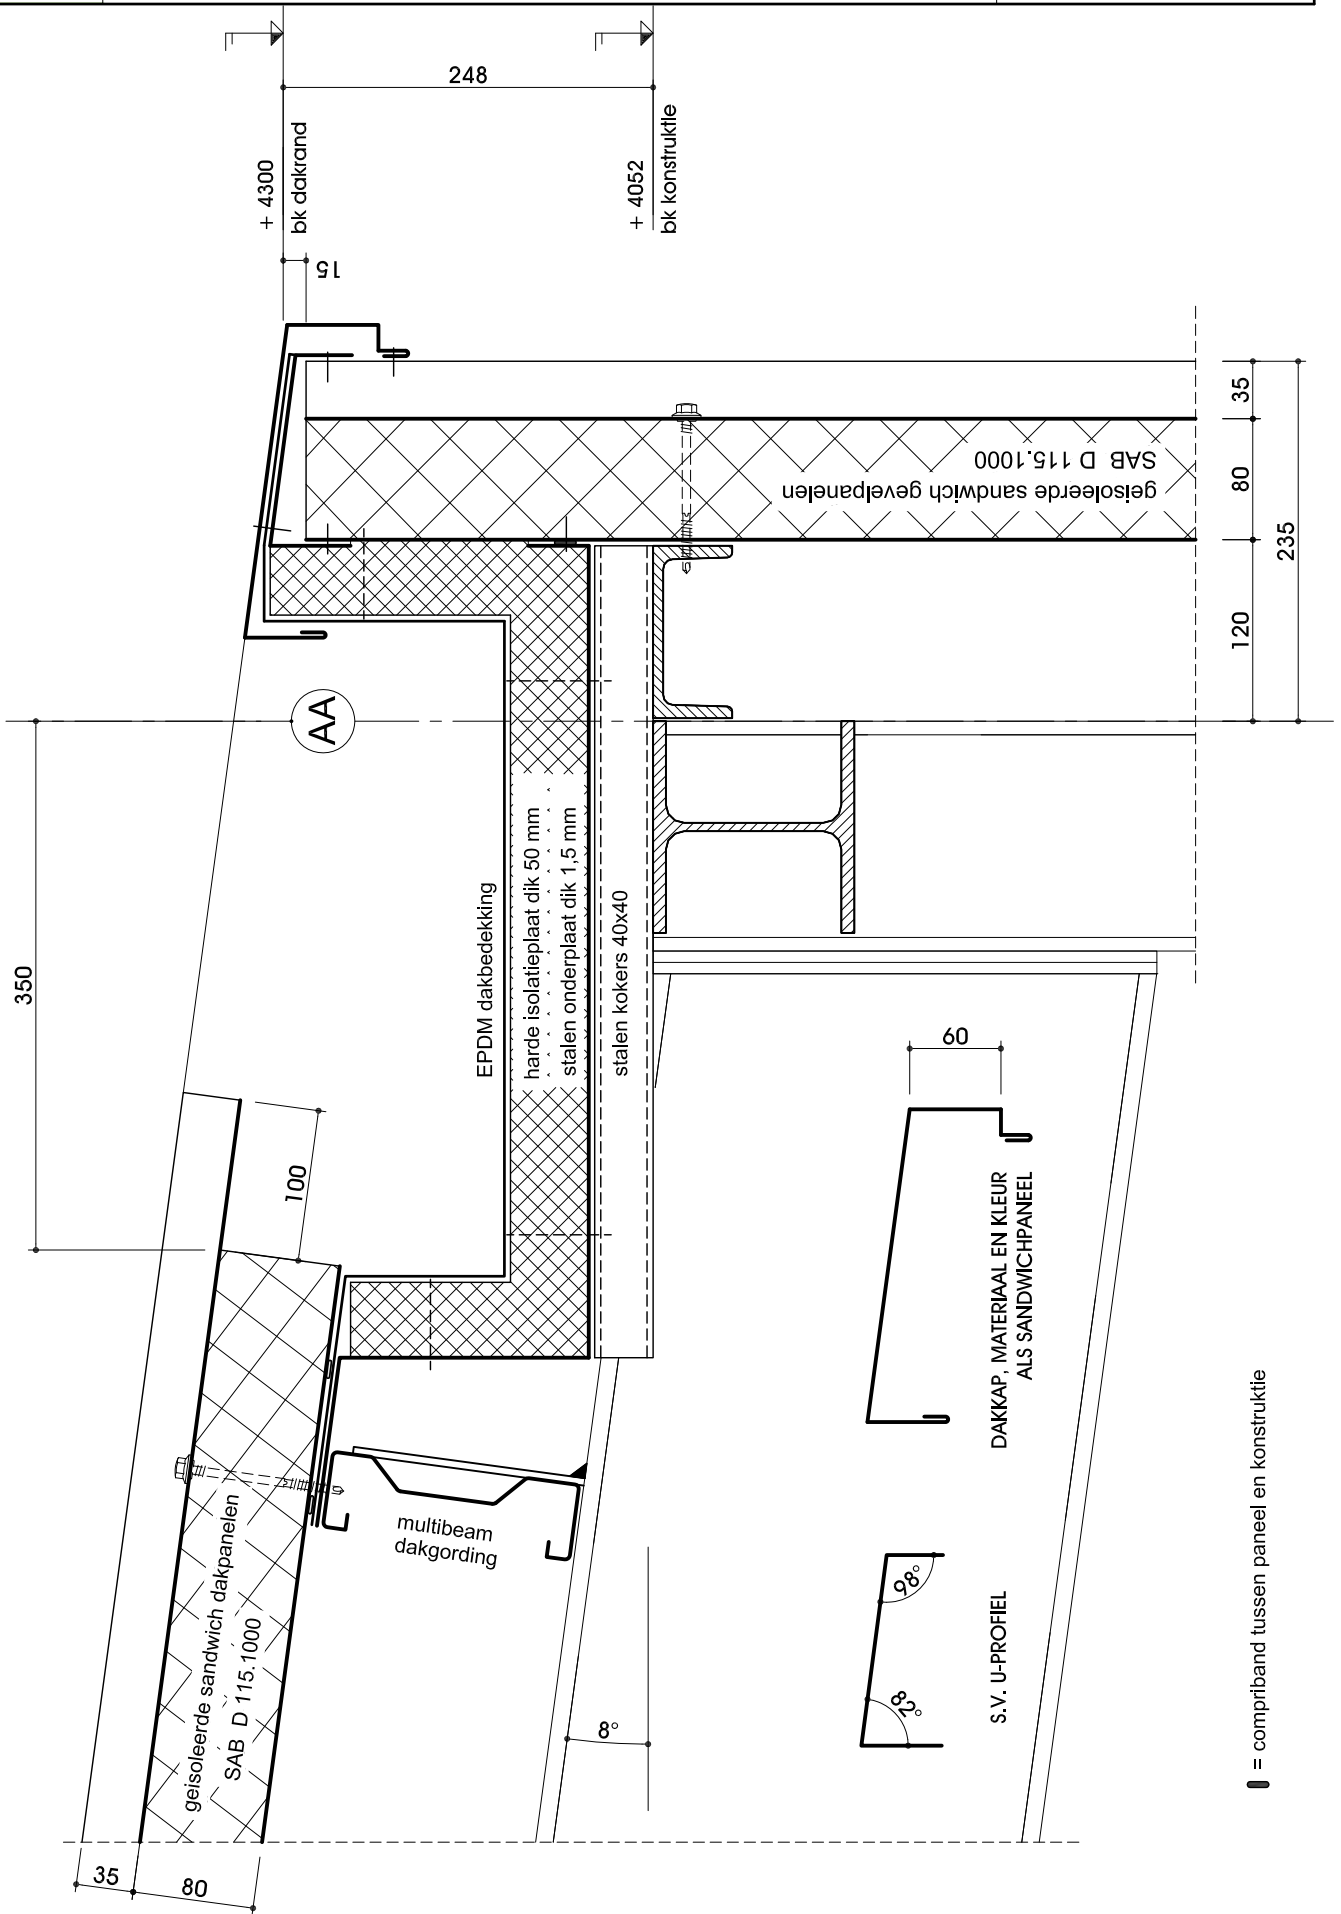 248
+ 4300
bk dakrand
+ 4052
bk konstruktie
15
35
80
120
235
geisoleerde sandwich gevelpanelen
SAB D 115.1000
AA
350
EPDM dakbedekking
harde isolatieplaat dik 50 mm
stalen onderplaat dik 1,5 mm
stalen kokers 40x40
100
60
DAKKAP, MATERIAAL EN KLEUR
ALS SANDWICHPANEEL
multibeam
dakgording
geisoleerde sandwich dakpanelen
SAB D 115.1000
98°
82°
S.V. U-PROFIEL
8°
35
80
= compriband tussen paneel en konstruktie